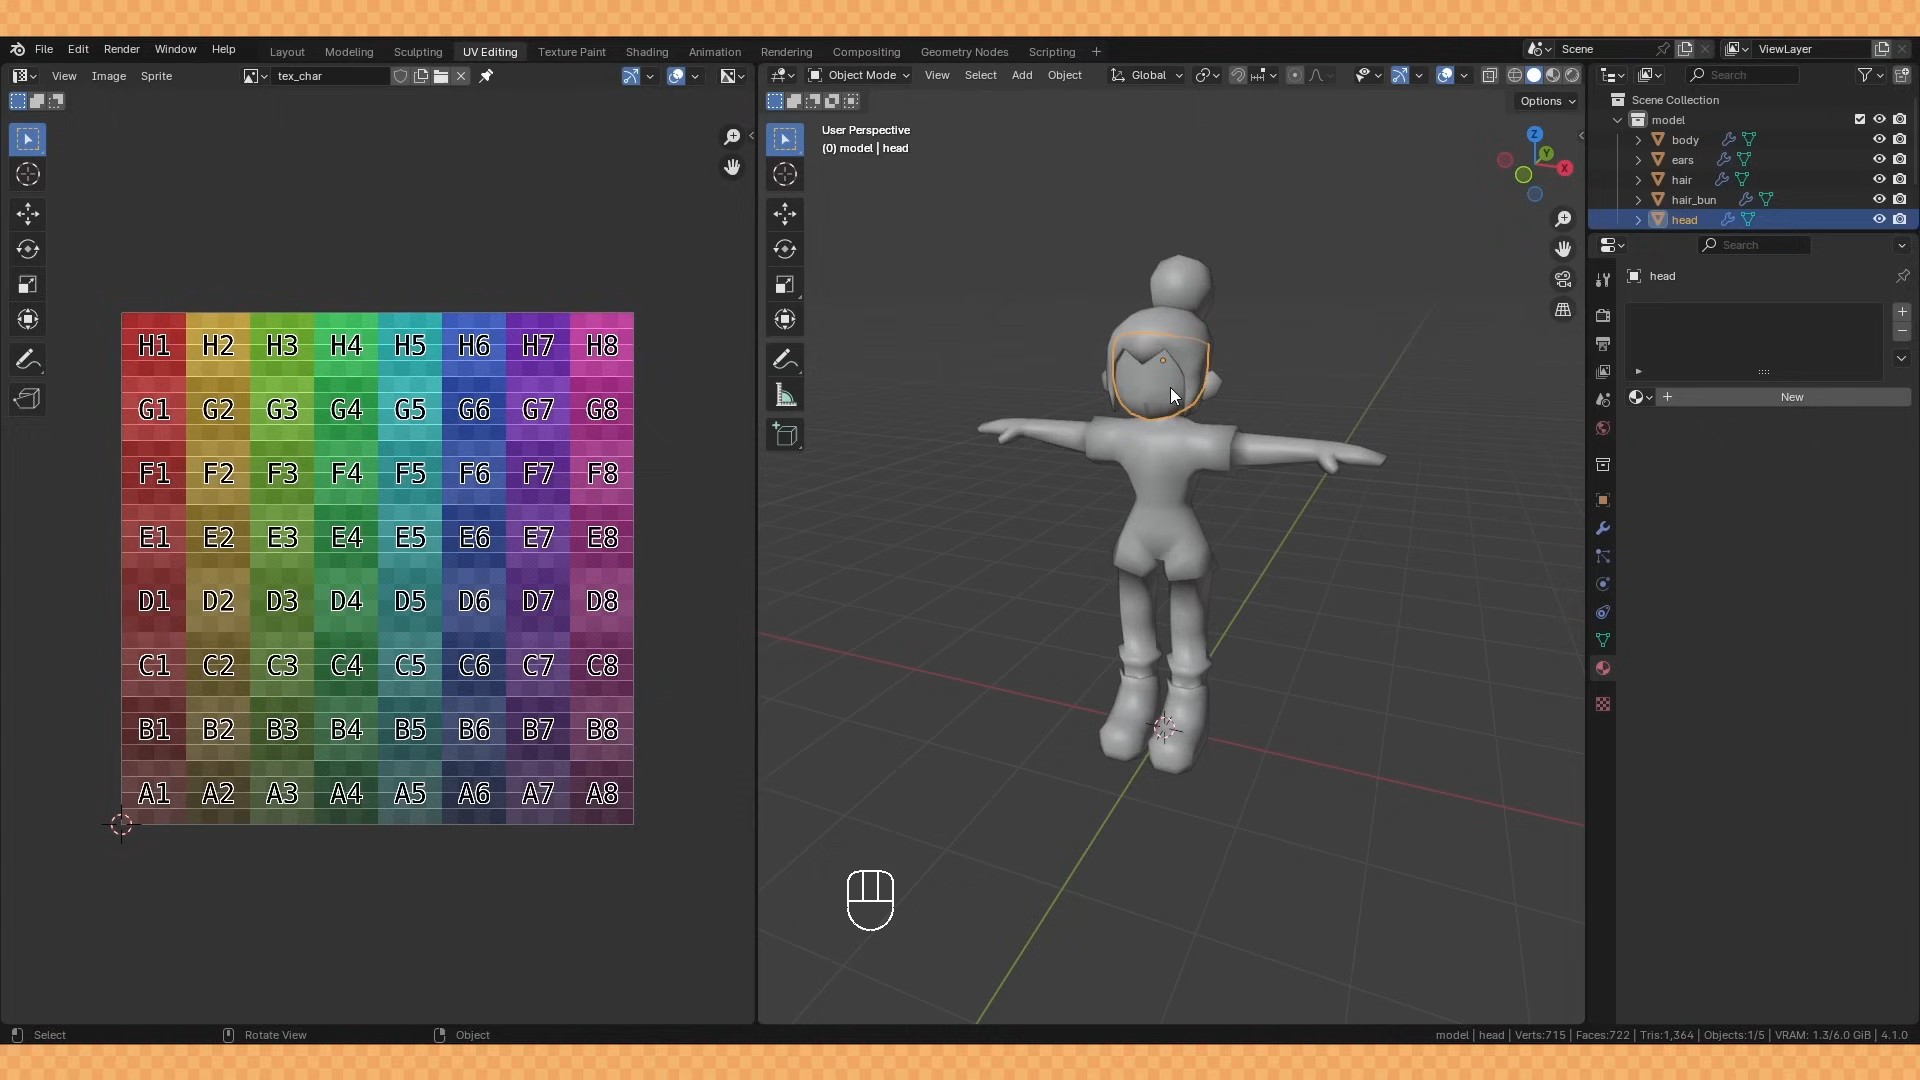 File Edit Render Window Help
Layout Modeling Sculpting UV Editing Texture Paint Shading Animation Rendering Compositing Geometry Nodes Scripting
Scene
ViewLayer
View Image Sprite
tex_char
Object Mode View Select Add Object
Global
Search
Options
User Perspective
(0) model | head
Z
Y
X
Scene Collection
model
body
ears
hair
hair_bun
head
Search
head
New
H1 H2 H3 H4 H5 H6 H7 H8
G1 G2 G3 G4 G5 G6 G7 G8
F1 F2 F3 F4 F5 F6 F7 F8
E1 E2 E3 E4 E5 E6 E7 E8
D1 D2 D3 D4 D5 D6 D7 D8
C1 C2 C3 C4 C5 C6 C7 C8
B1 B2 B3 B4 B5 B6 B7 B8
A1 A2 A3 A4 A5 A6 A7 A8
Select
Rotate View
Object
model | head | Verts:715 | Faces:722 | Tris:1,364 | Objects:1/5 | VRAM: 1.3/6.0 GiB | 4.1.0